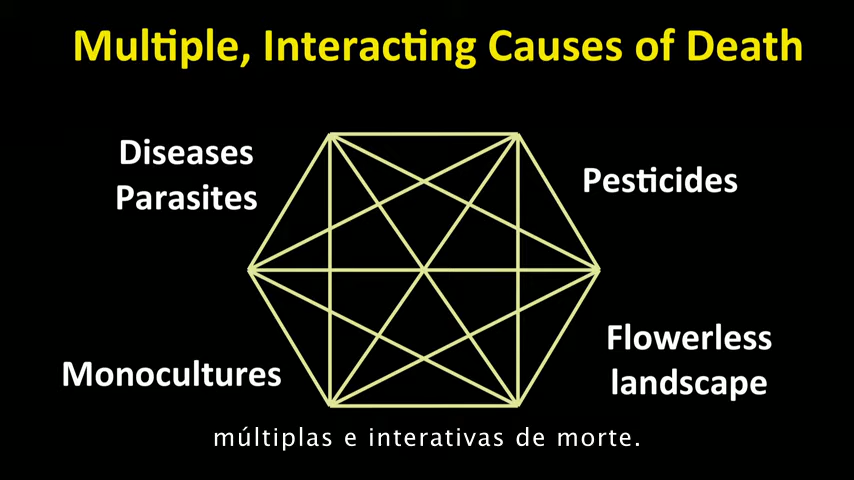 Multiple, Interacting Causes of Death
Diseases
Parasites
Pesticides
Monocultures
Flowerless
landscape
múltiplas e interativas de morte.